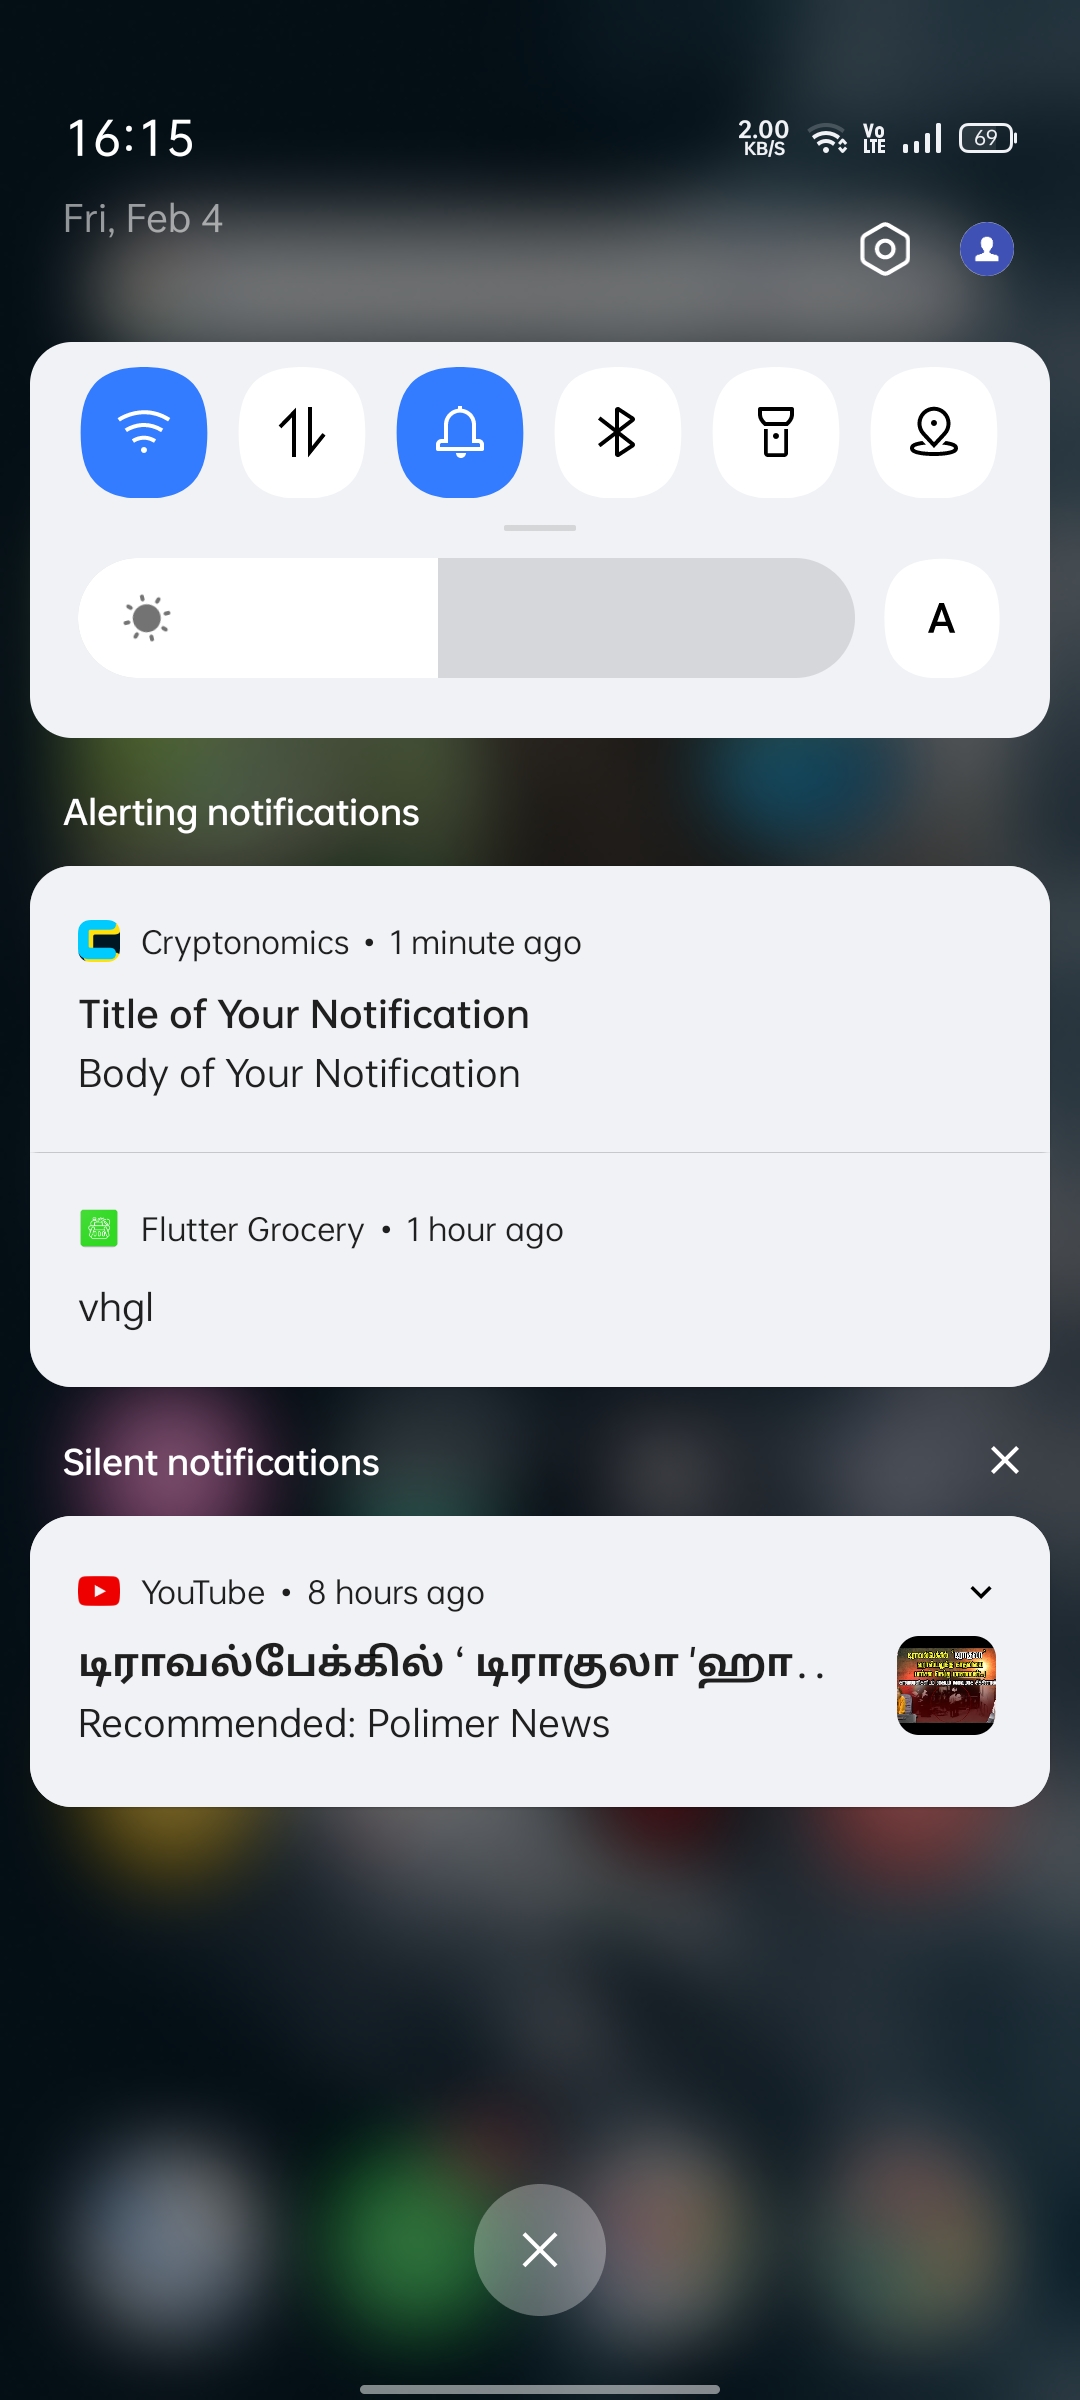 16:15
2.00 KB/S
Vo LTE
69
Fri, Feb 4
A
Alerting notifications
Cryptonomics • 1 minute ago
Title of Your Notification
Body of Your Notification
Flutter Grocery • 1 hour ago
vhgl
Silent notifications
YouTube • 8 hours ago
டிராவல்பேக்கில் ‘ டிராகுலா 'ஹா..
Recommended: Polimer News